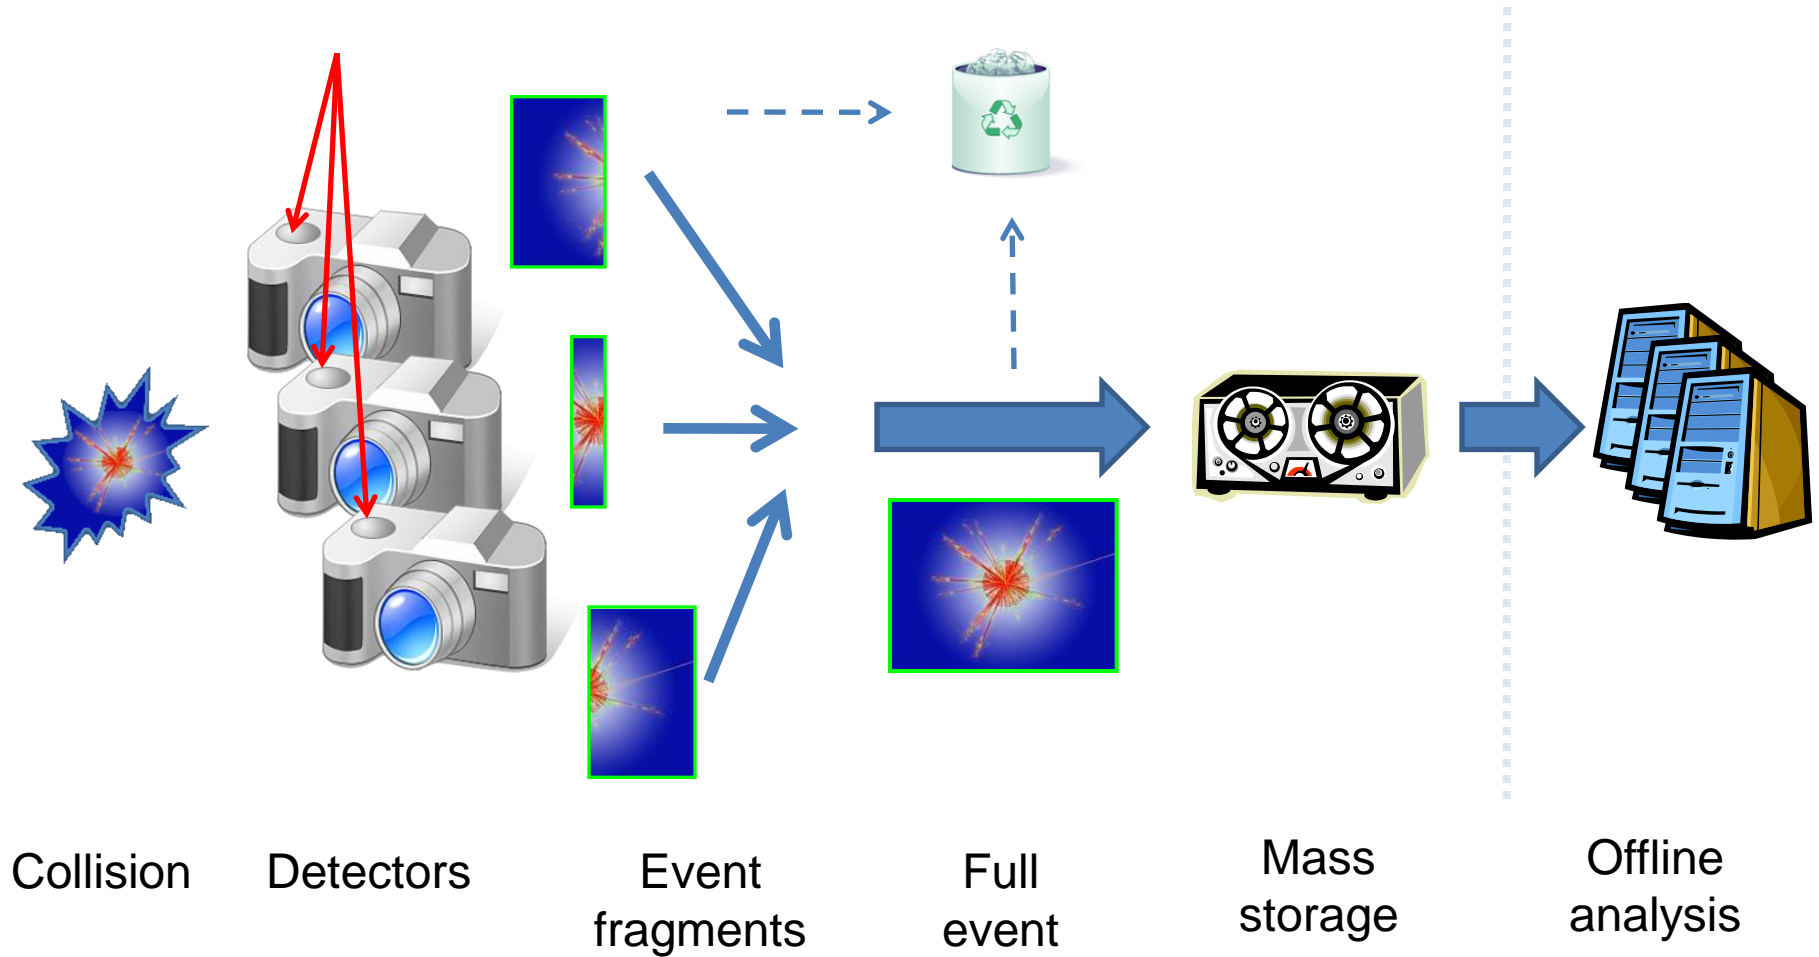 Collision
Detectors
Event
fragments
Full
event
Mass
storage
Offline
analysis